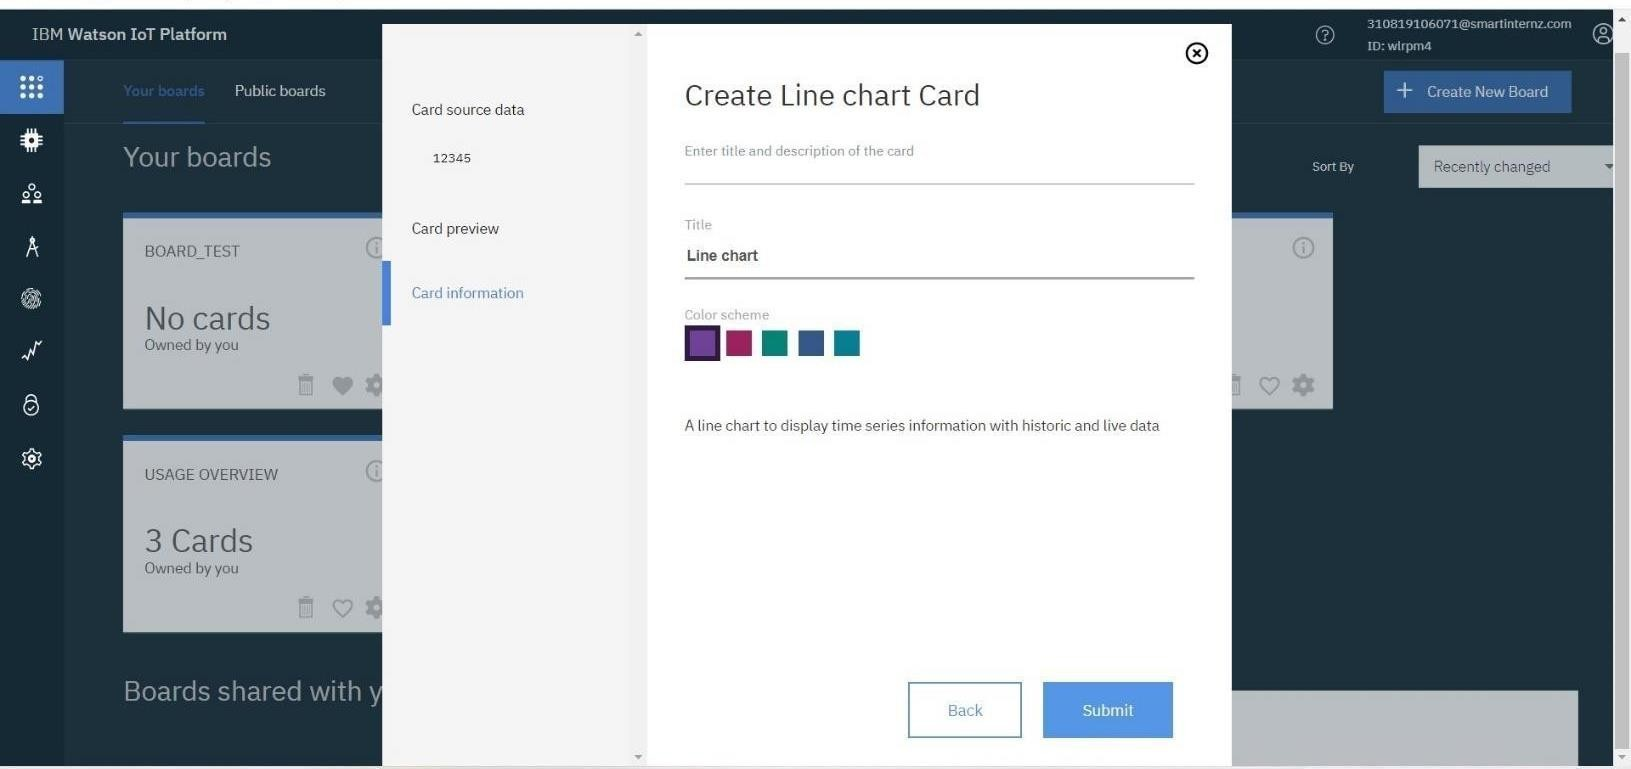 IBM Watson IoT Platform
310819106071@smartinternz.com
ID: wlrpm4
Your boards
Public boards
Create New Board
Your boards
Sort By
Recently changed
BOARD_TEST
No cards
Owned by you
USAGE OVERVIEW
3 Cards
Owned by you
Boards shared with y
Card source data
12345
Card preview
Card information
Create Line chart Card
Enter title and description of the card
Title
Line chart
Color scheme
A line chart to display time series information with historic and live data
Back
Submit